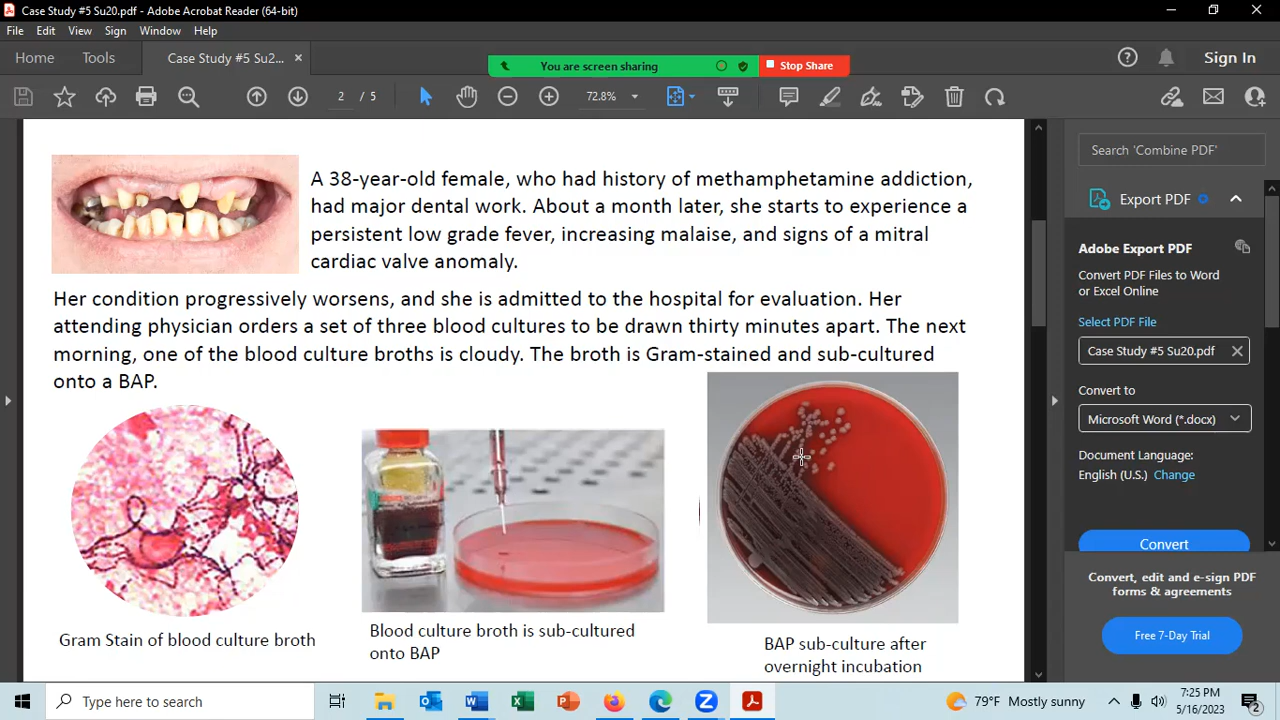 Case Study #5 Su20.pdf - Adobe Acrobat Reader (64-bit)
File Edit View Sign Window Help
Home Tools Case Study #5 Su2... ×
You are screen sharing Stop Share
Sign In
2 / 5 72.8%
Search 'Combine PDF'
A 38-year-old female, who had history of methamphetamine addiction,
had major dental work. About a month later, she starts to experience a
persistent low grade fever, increasing malaise, and signs of a mitral
cardiac valve anomaly.
Her condition progressively worsens, and she is admitted to the hospital for evaluation. Her
attending physician orders a set of three blood cultures to be drawn thirty minutes apart. The next
morning, one of the blood culture broths is cloudy. The broth is Gram-stained and sub-cultured
onto a BAP.
Gram Stain of blood culture broth
Blood culture broth is sub-cultured
onto BAP
BAP sub-culture after
overnight incubation
Export PDF
Adobe Export PDF
Convert PDF Files to Word
or Excel Online
Select PDF File
Case Study #5 Su20.pdf
Convert to
Microsoft Word (*.docx)
Document Language:
English (U.S.) Change
Convert
Convert, edit and e-sign PDF
forms & agreements
Free 7-Day Trial
Type here to search
79°F Mostly sunny
7:25 PM
5/16/2023
2